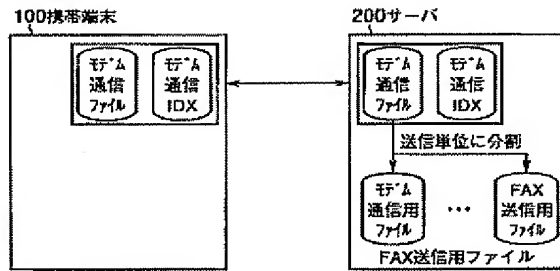 100携帯端末
200サーバ
モデム
通信
ファイル
モデム
通信
IDX
モデム
通信
ファイル
モデム
通信
IDX
送信単位に分割
モデム
通信用
ファイル
…
FAX
送信用
ファイル
FAX送信用ファイル